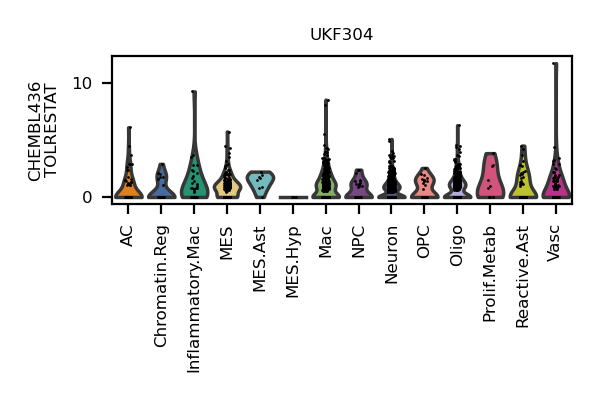 UKF304
CHEMBL436
TOLRESTAT
10
0
AC
Chromatin.Reg
Inflammatory.Mac
MES
MES.Ast
MES.Hyp
Mac
NPC
Neuron
OPC
Oligo
Prolif.Metab
Reactive.Ast
Vasc